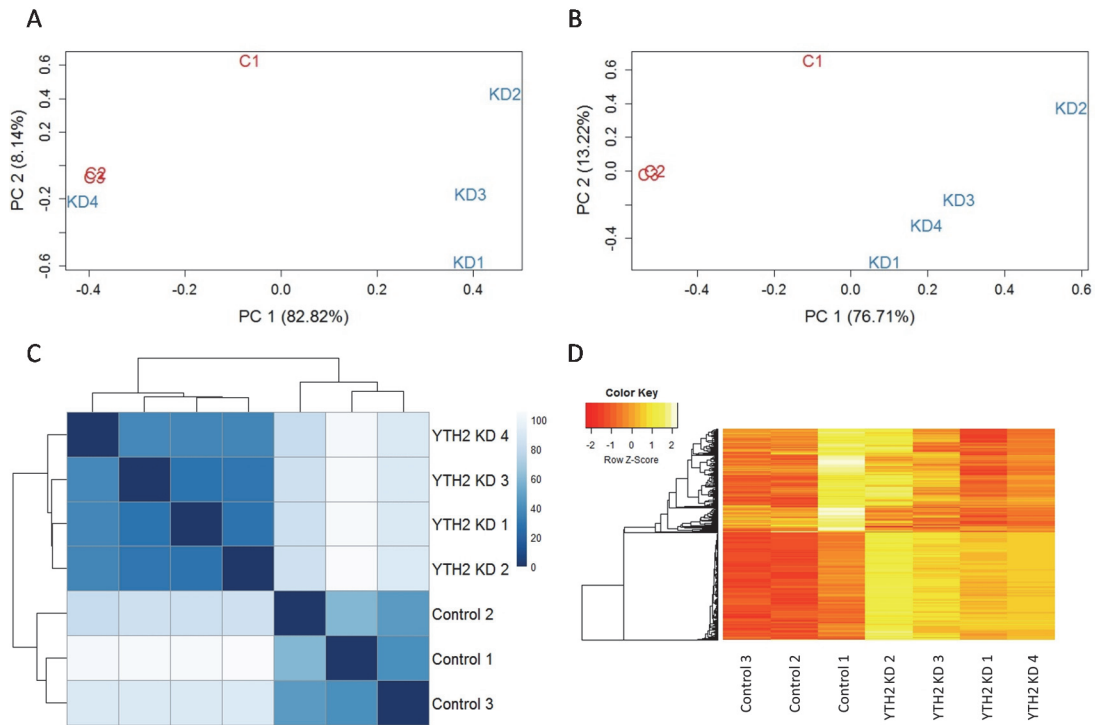 A
0.6
0.4
0.2
-0.2
-0.6
PC 2 (8.14%)
C1
KD2
C2
C3
KD4
KD3
KD1
-0.4
-0.2
0.0
0.2
0.4
PC 1 (82.82%)
B
0.6
0.4
0.2
0.0
-0.4
PC 2 (13.22%)
C1
KD2
C2
C3
KD3
KD4
KD1
-0.4
-0.2
0.0
0.2
0.4
0.6
PC 1 (76.71%)
C
100
80
60
40
20
0
YTH2 KD 4
YTH2 KD 3
YTH2 KD 1
YTH2 KD 2
Control 2
Control 1
Control 3
D
Color Key
-2 -1 0 1 2
Row Z-Score
Control 3
Control 2
Control 1
YTH2 KD 2
YTH2 KD 3
YTH2 KD 1
YTH2 KD 4